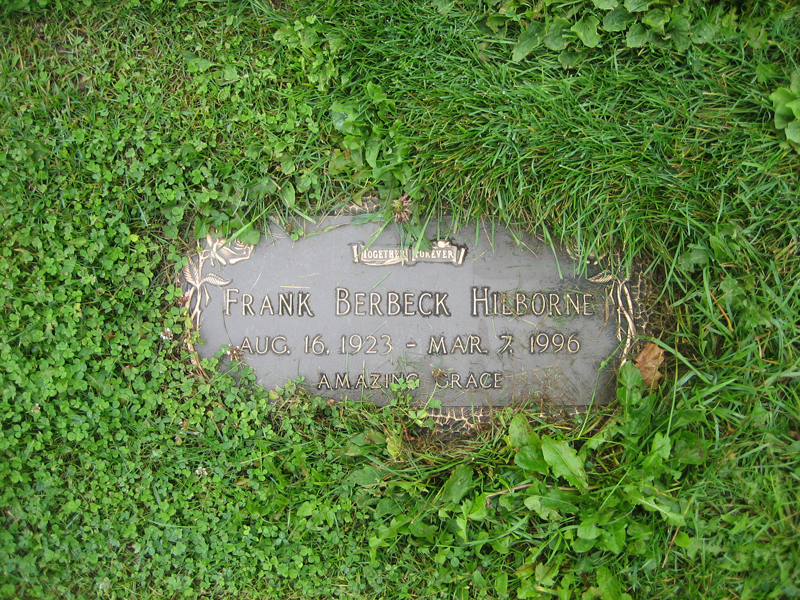 TOGETHER FOREVER
FRANK BERBECK HILBORNE
AUG. 16, 1923 - MAR. 7, 1996
AMAZING GRACE